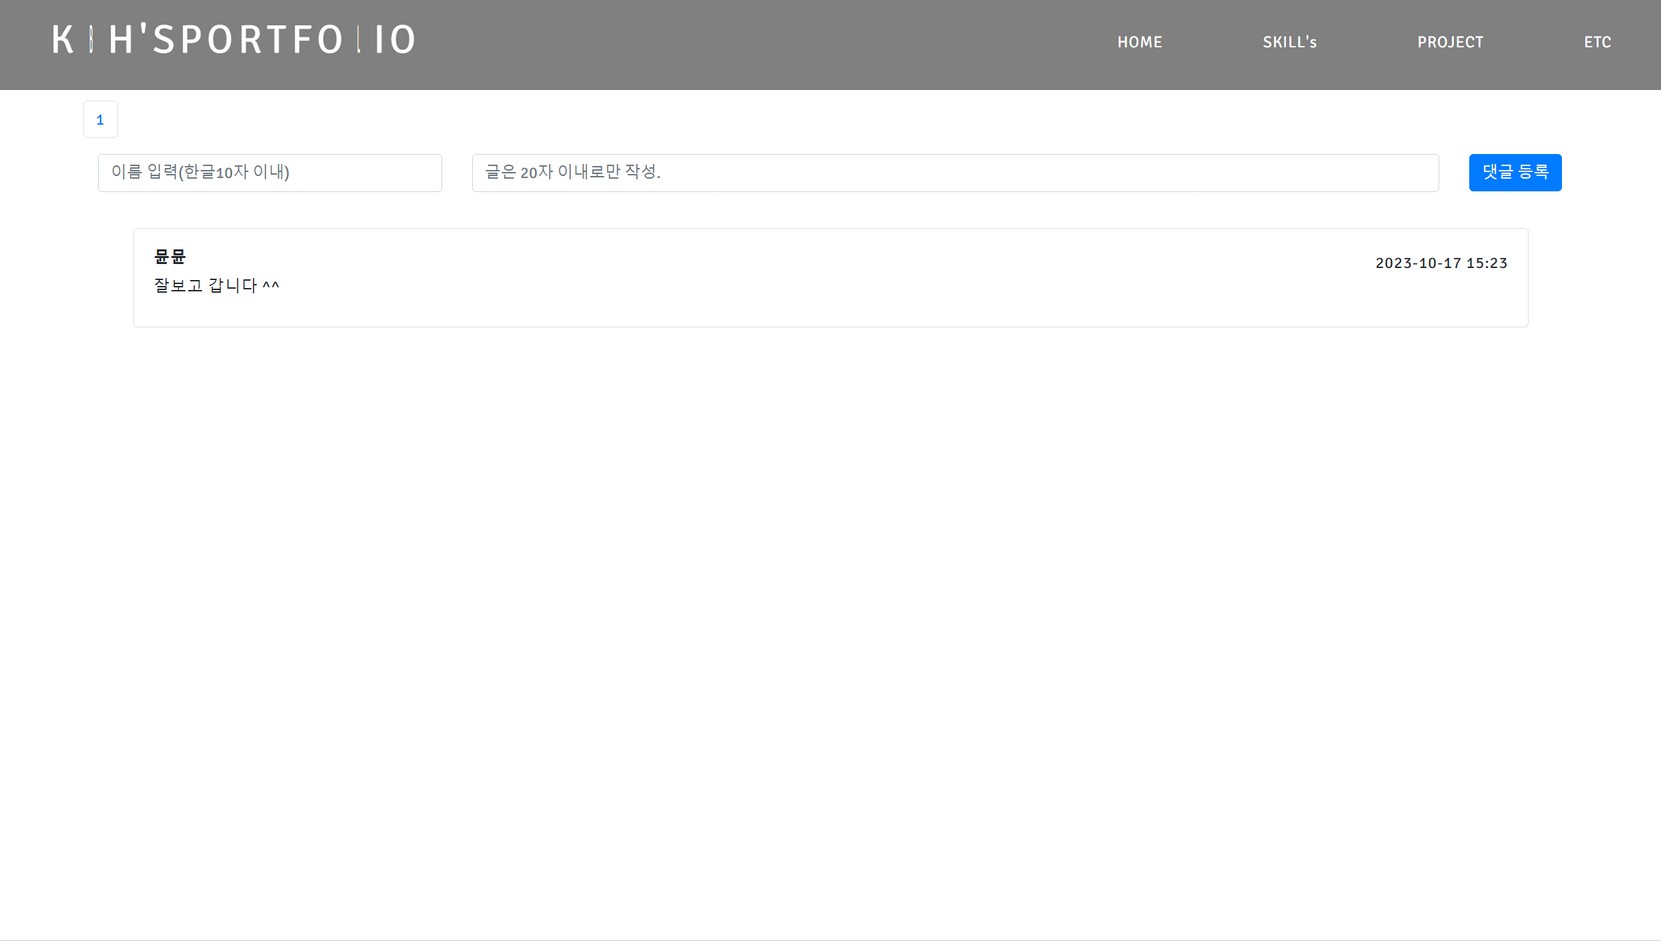 HOME
SKILL's
PROJECT
ETC
1
이름 입력(한글10자 이내)
글은 20자 이내로만 작성.
댓글 등록
뮨뮨
2023-10-17 15:23
잘보고 갑니다 ^^